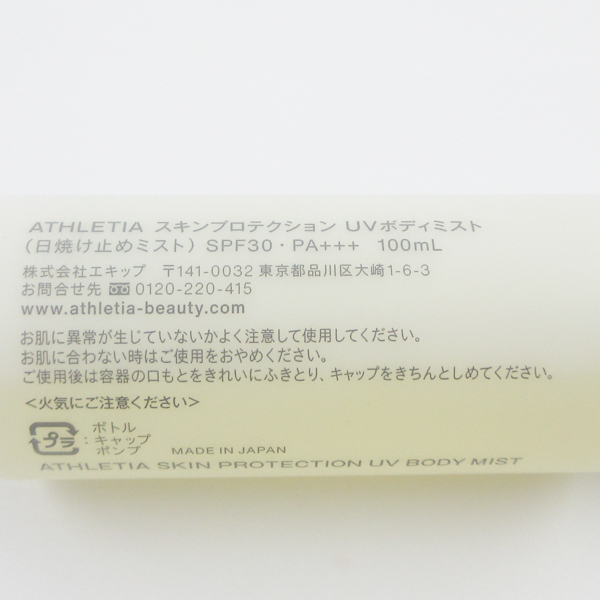 ATHLETIA スキンプロテクション UVボディミスト
(日焼け止めミスト) SPF30・PA+++ 100mL
株式会社エキップ 〒141-0032 東京都品川区大崎1-6-3
お問合せ先 0120-220-415
www.athletia-beauty.com
お肌に異常が生じていないかよく注意して使用してください。
お肌に合わない時はご使用をおやめください。
ご使用後は容器の口もとをきれいにふきとり、キャップをきちんとしめてください。
<火気にご注意ください>
ボトル
プラ :キャップ
ポンプ MADE IN JAPAN
ATHLETIA SKIN PROTECTION UV BODY MIST